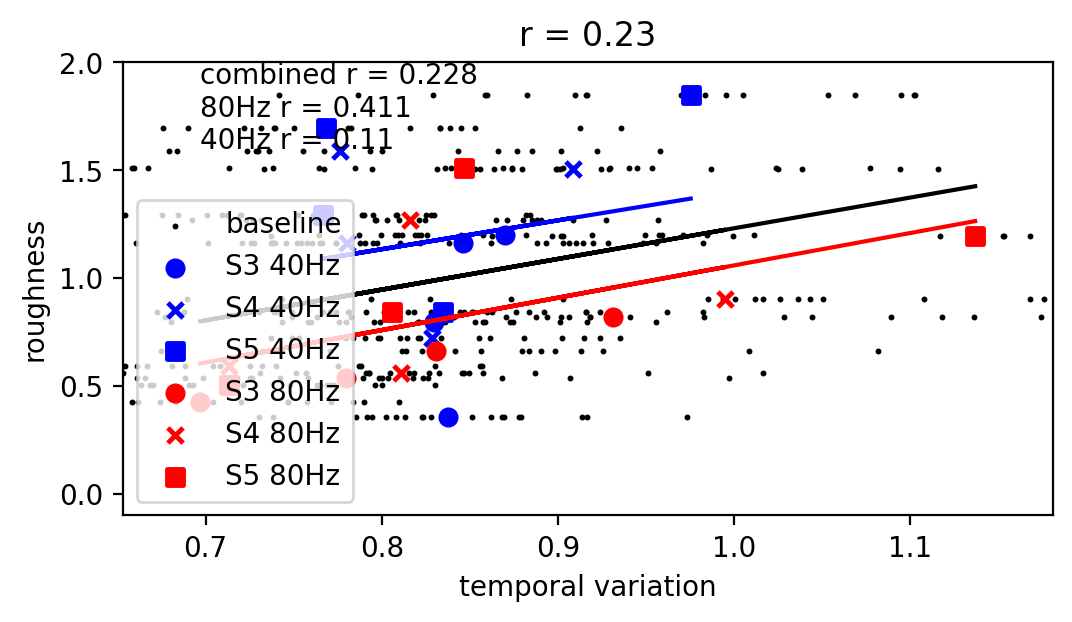 r = 0.23
combined r = 0.228
80Hz r = 0.411
40Hz r = 0.11
2.0
1.5
1.0
0.5
0.0
roughness
baseline
S3 40Hz
S4 40Hz
S5 40Hz
S3 80Hz
S4 80Hz
S5 80Hz
0.7 0.8 0.9 1.0 1.1
temporal variation